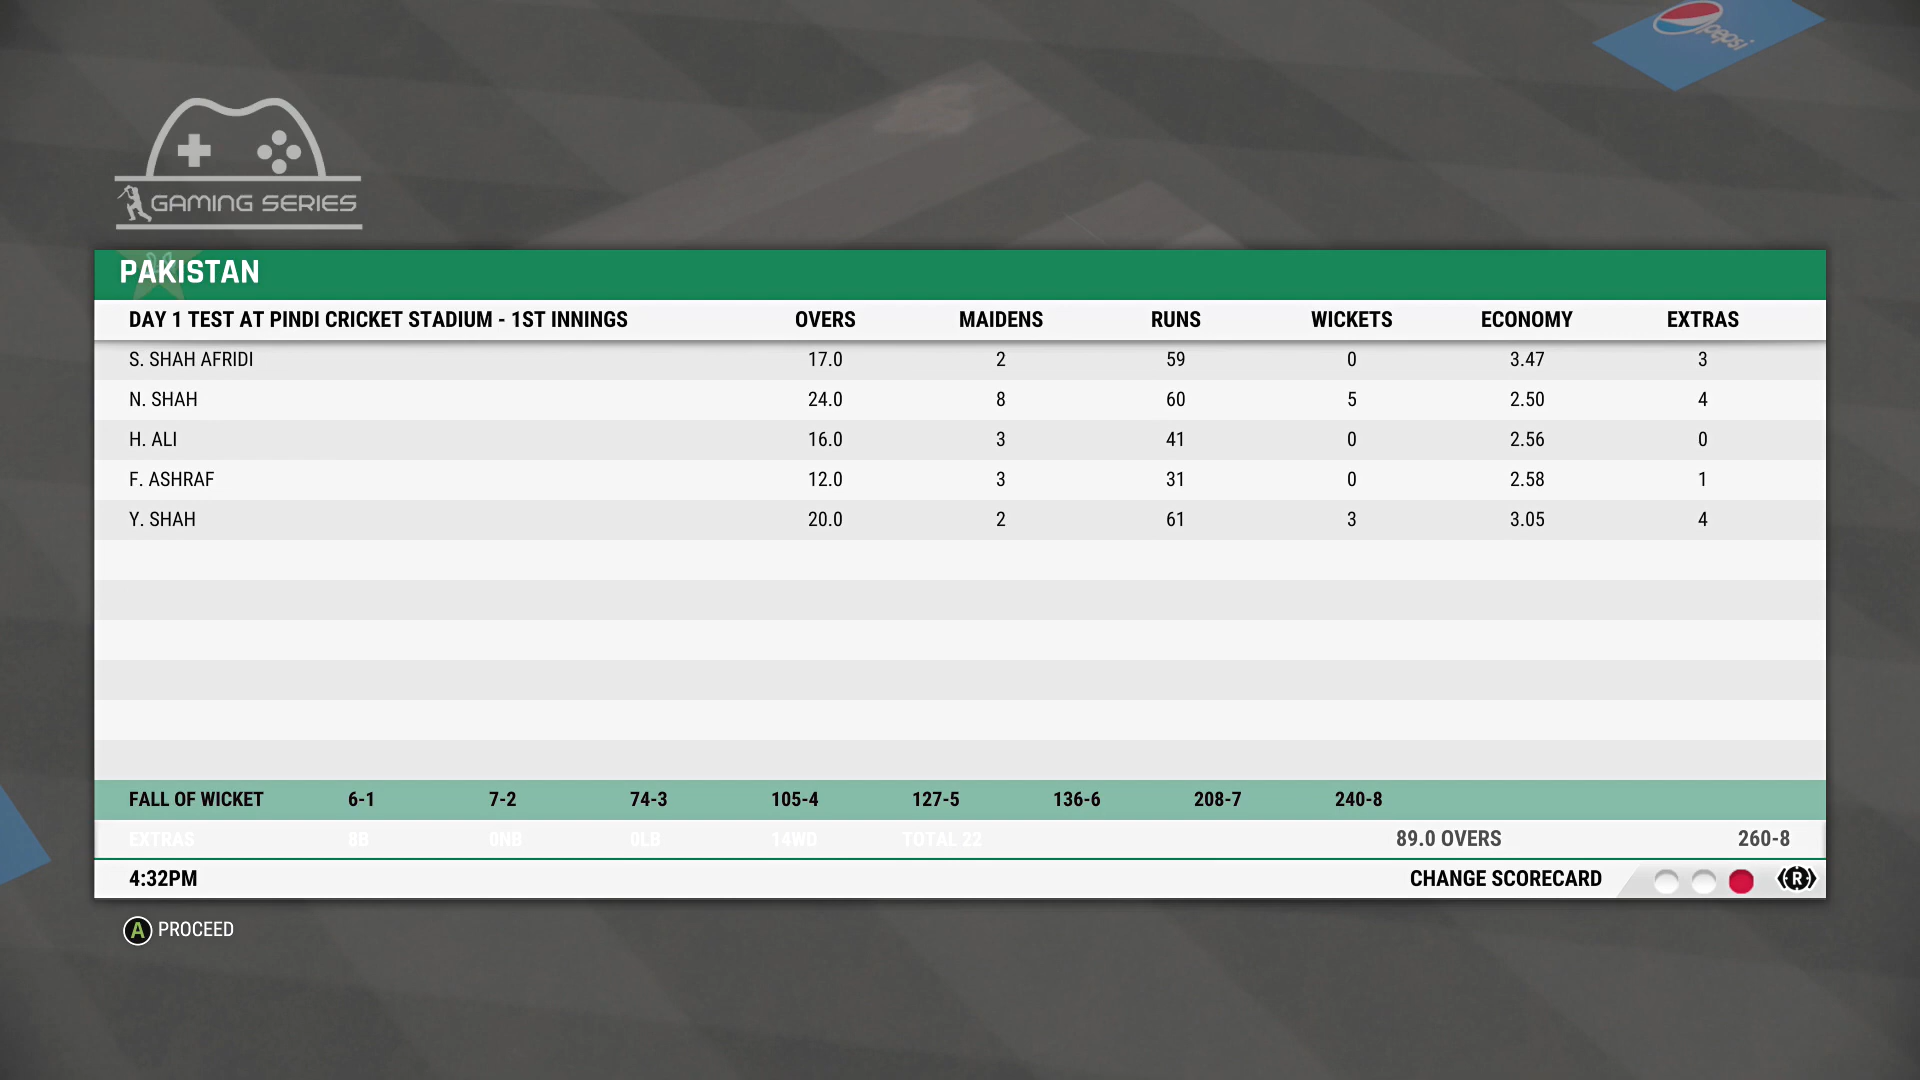 pepsi
GAMING SERIES
PAKISTAN
DAY 1 TEST AT PINDI CRICKET STADIUM - 1ST INNINGS OVERS MAIDENS RUNS WICKETS ECONOMY EXTRAS
S. SHAH AFRIDI 17.0 2 59 0 3.47 3
N. SHAH 24.0 8 60 5 2.50 4
H. ALI 16.0 3 41 0 2.56 0
F. ASHRAF 12.0 3 31 0 2.58 1
Y. SHAH 20.0 2 61 3 3.05 4
FALL OF WICKET 6-1 7-2 74-3 105-4 127-5 136-6 208-7 240-8
EXTRAS 8B 0NB 0LB 14WD TOTAL 22 89.0 OVERS 260-8
4:32PM CHANGE SCORECARD R
A PROCEED